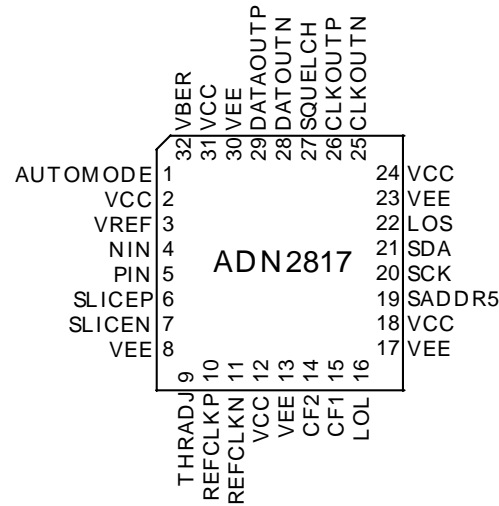 32 VBER
31 VCC
30 VEE
29 DATAOUTP
28 DATOUTN
27 SQUELCH
26 CLKOUTP
25 CLKOUTN
AUTOMODE 1
VCC 2
VREF 3
NIN 4
PIN 5
SLICEP 6
SLICEN 7
VEE 8
ADN2817
24 VCC
23 VEE
22 LOS
21 SDA
20 SCK
19 SADDR5
18 VCC
17 VEE
THRADJ 9
REFCLKP 10
REFCLKN 11
VCC 12
VEE 13
CF2 14
CF1 15
LOL 16